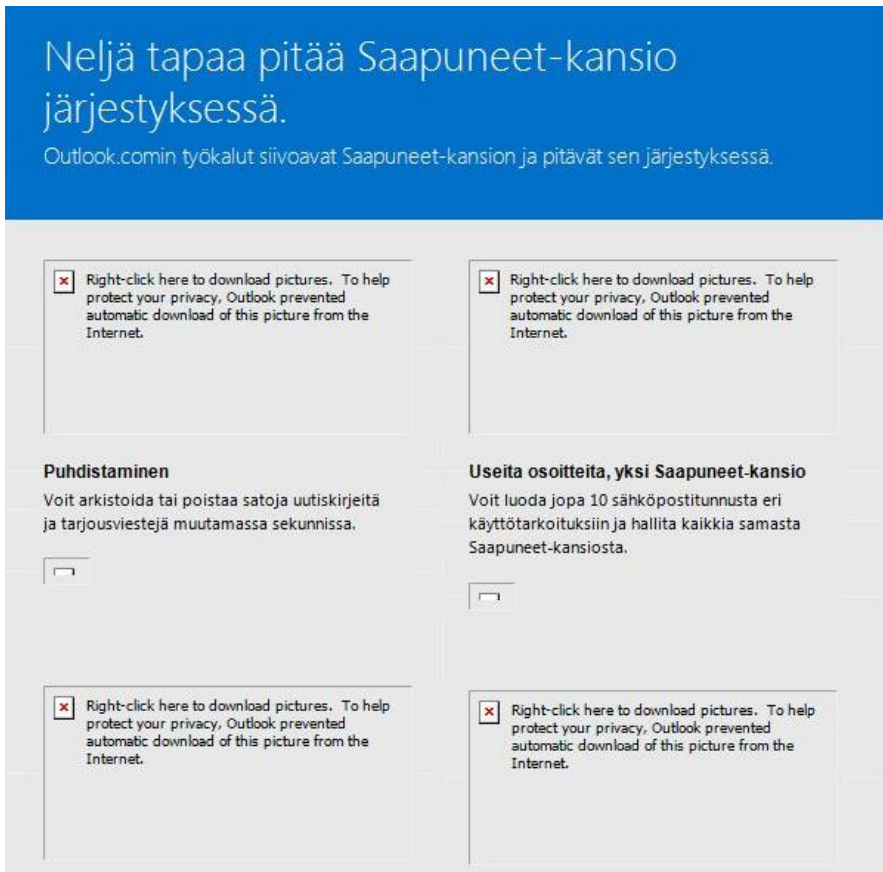 Neljä tapaa pitää Saapuneet-kansio
järjestyksessä.
Outlook.comin työkalut siivoavat Saapuneet-kansion ja pitävät sen järjestyksessä.
Right-click here to download pictures. To help
protect your privacy, Outlook prevented
automatic download of this picture from the
Internet.
Right-click here to download pictures. To help
protect your privacy, Outlook prevented
automatic download of this picture from the
Internet.
Puhdistaminen
Voit arkistoida tai poistaa satoja uutiskirjeitä
ja tarjousviestejä muutamassa sekunnissa.
Useita osoitteita, yksi Saapuneet-kansio
Voit luoda jopa 10 sähköpostitunnusta eri
käyttötarkoituksiin ja hallita kaikkia samasta
Saapuneet-kansiosta.
Right-click here to download pictures. To help
protect your privacy, Outlook prevented
automatic download of this picture from the
Internet.
Right-click here to download pictures. To help
protect your privacy, Outlook prevented
automatic download of this picture from the
Internet.